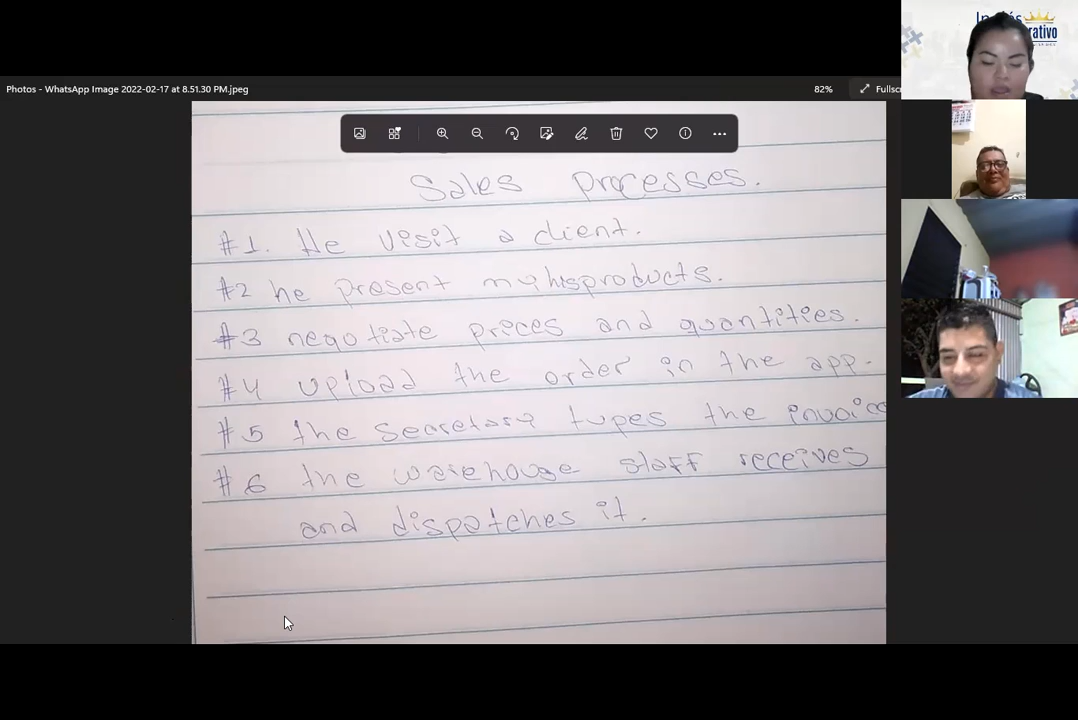 Photos - WhatsApp Image 2022-02-17 at 8.51.30 PM.jpeg
82%
Sales Processes.
#1. He visit a client.
#2 he present my hisproducts.
#3 negotiate prices and quantities.
#4 upload the order in the app.
#5 the secretary types the invoice
#6 the warehouse staff receives
and dispatches it.